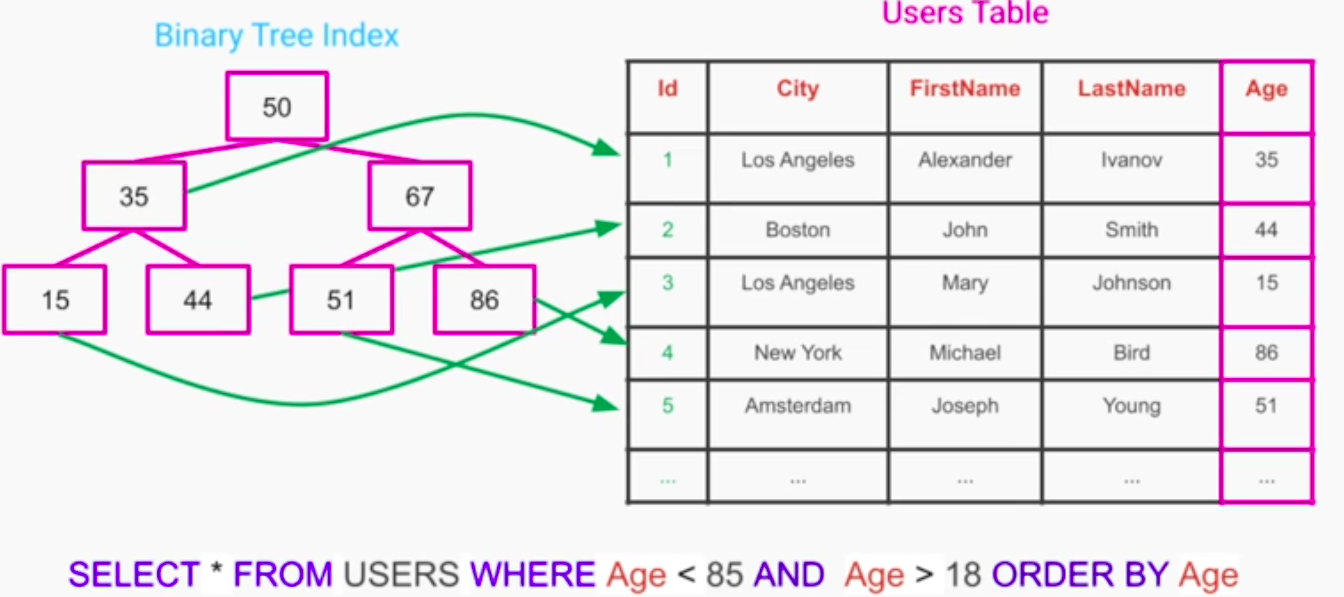 Users Table
Binary Tree Index
50
35 67
15 44 51 86
Id City FirstName LastName Age
1 Los Angeles Alexander Ivanov 35
2 Boston John Smith 44
3 Los Angeles Mary Johnson 15
4 New York Michael Bird 86
5 Amsterdam Joseph Young 51
... ... ... ... ...
SELECT * FROM USERS WHERE Age < 85 AND Age > 18 ORDER BY Age